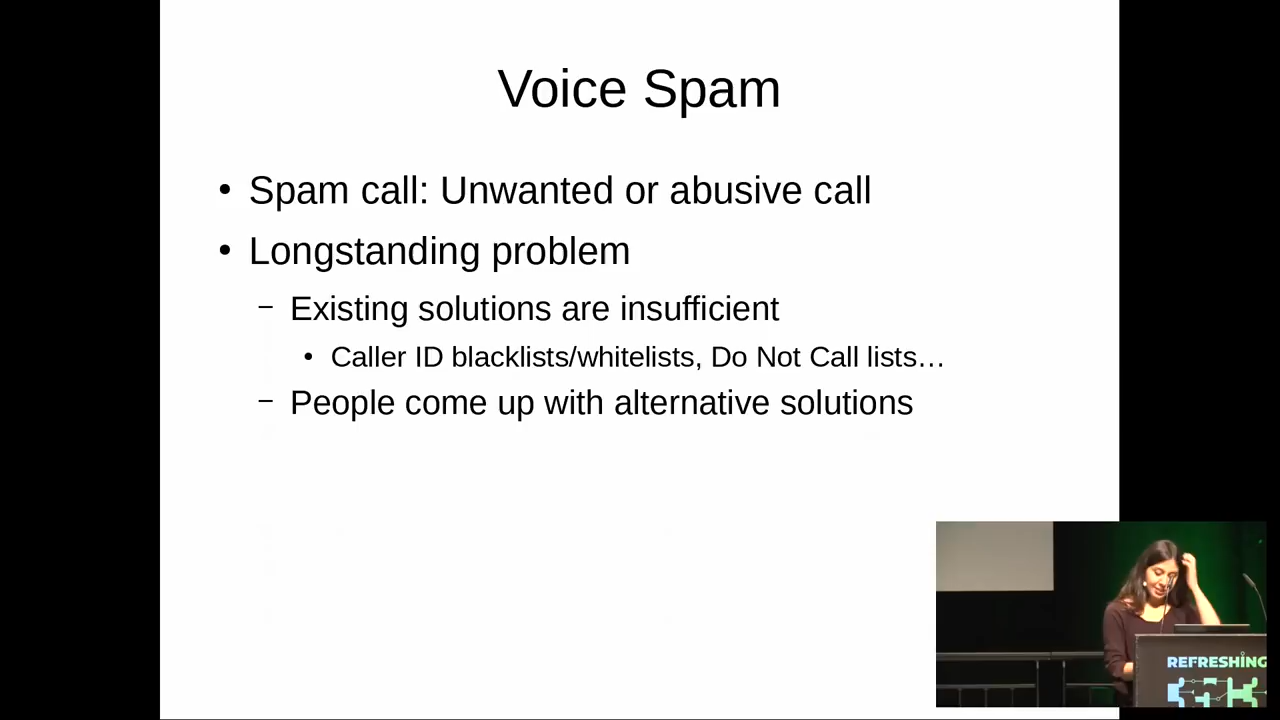 Voice Spam
• Spam call: Unwanted or abusive call
• Longstanding problem
– Existing solutions are insufficient
• Caller ID blacklists/whitelists, Do Not Call lists…
– People come up with alternative solutions
REFRESHING